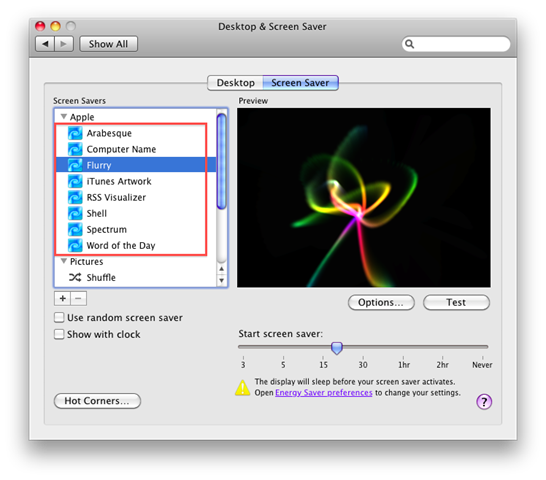 Desktop & Screen Saver
Show All
Desktop
Screen Saver
Screen Savers
Preview
Apple
Arabesque
Computer Name
Flurry
iTunes Artwork
RSS Visualizer
Shell
Spectrum
Word of the Day
Pictures
Shuffle
+ −
Options...
Test
Use random screen saver
Show with clock
Start screen saver:
3 5 15 30 1hr 2hr Never
The display will sleep before your screen saver activates.
Open Energy Saver preferences to change your settings.
Hot Corners...
?